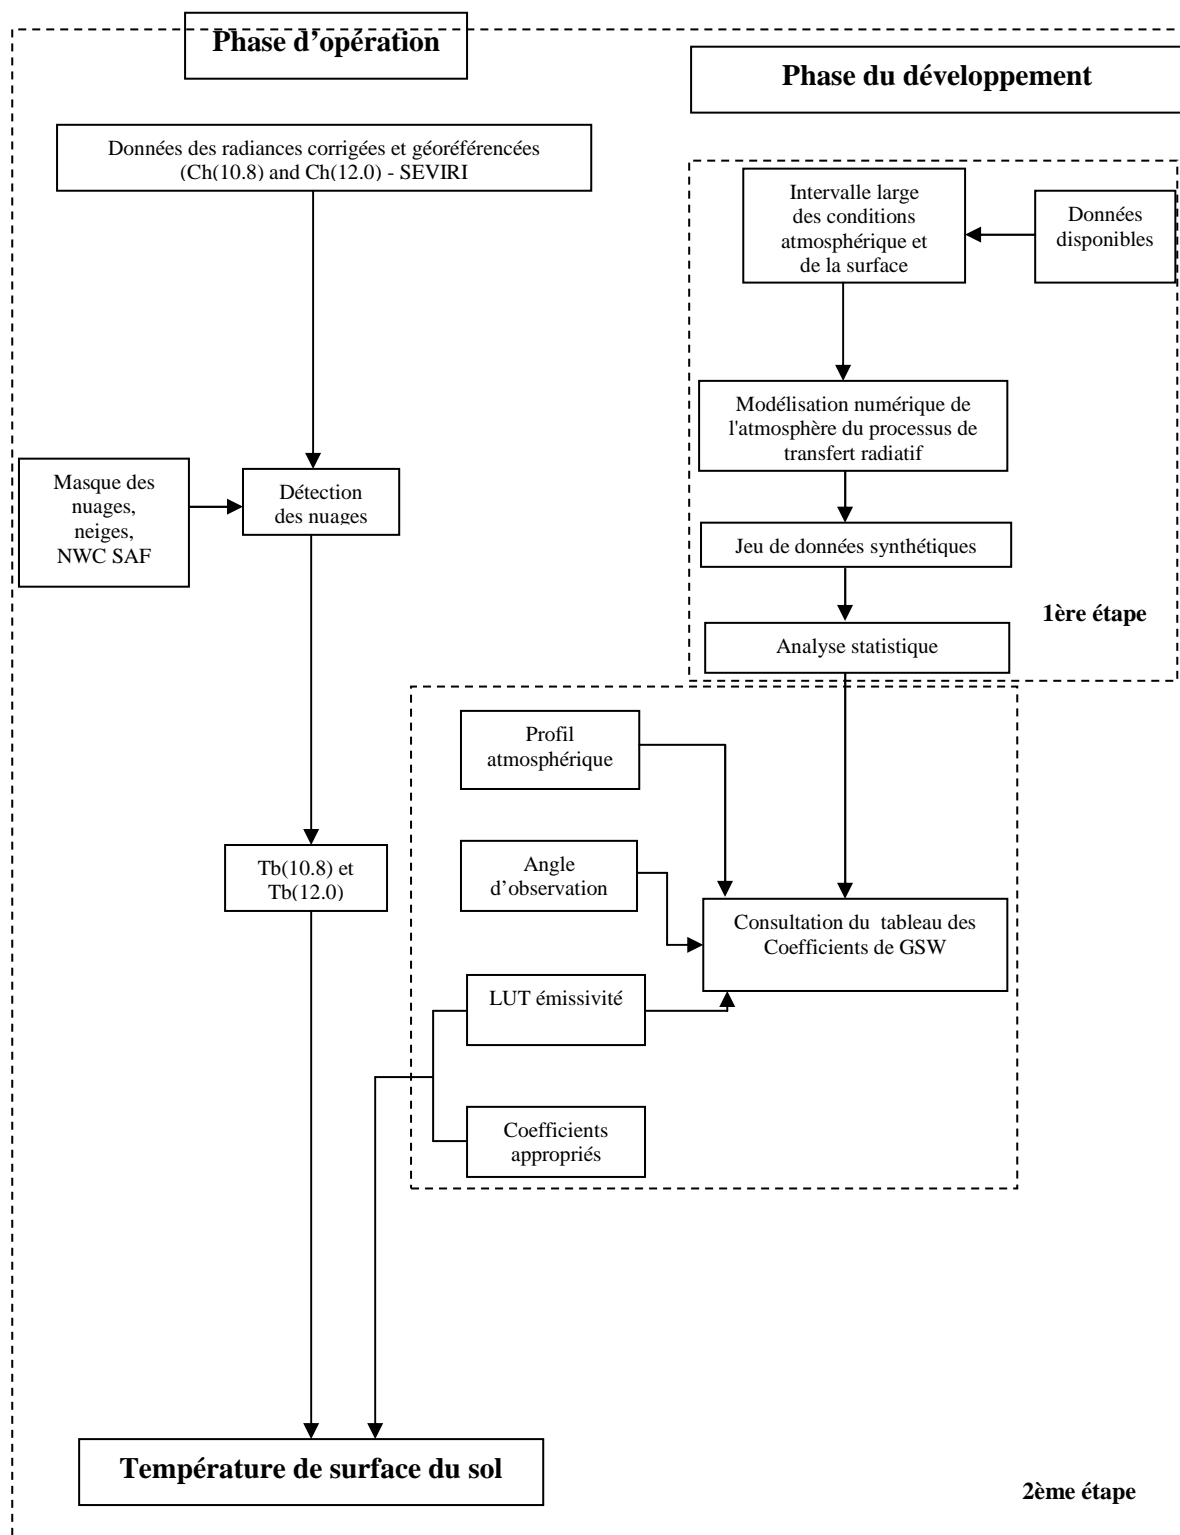 Phase d’opération
Phase du développement
Données des radiances corrigées et géoréférencées
(Ch(10.8) and Ch(12.0) - SEVIRI
Intervalle large
des conditions
atmosphérique et
de la surface
Données
disponibles
Modélisation numérique de
l'atmosphère du processus de
transfert radiatif
Masque des
nuages,
neiges,
NWC SAF
Détection
des nuages
Jeu de données synthétiques
1ère étape
Analyse statistique
Profil
atmosphérique
Tb(10.8) et
Tb(12.0)
Angle
d’observation
Consultation du tableau des
Coefficients de GSW
LUT émissivité
Coefficients
appropriés
Température de surface du sol
2ème étape